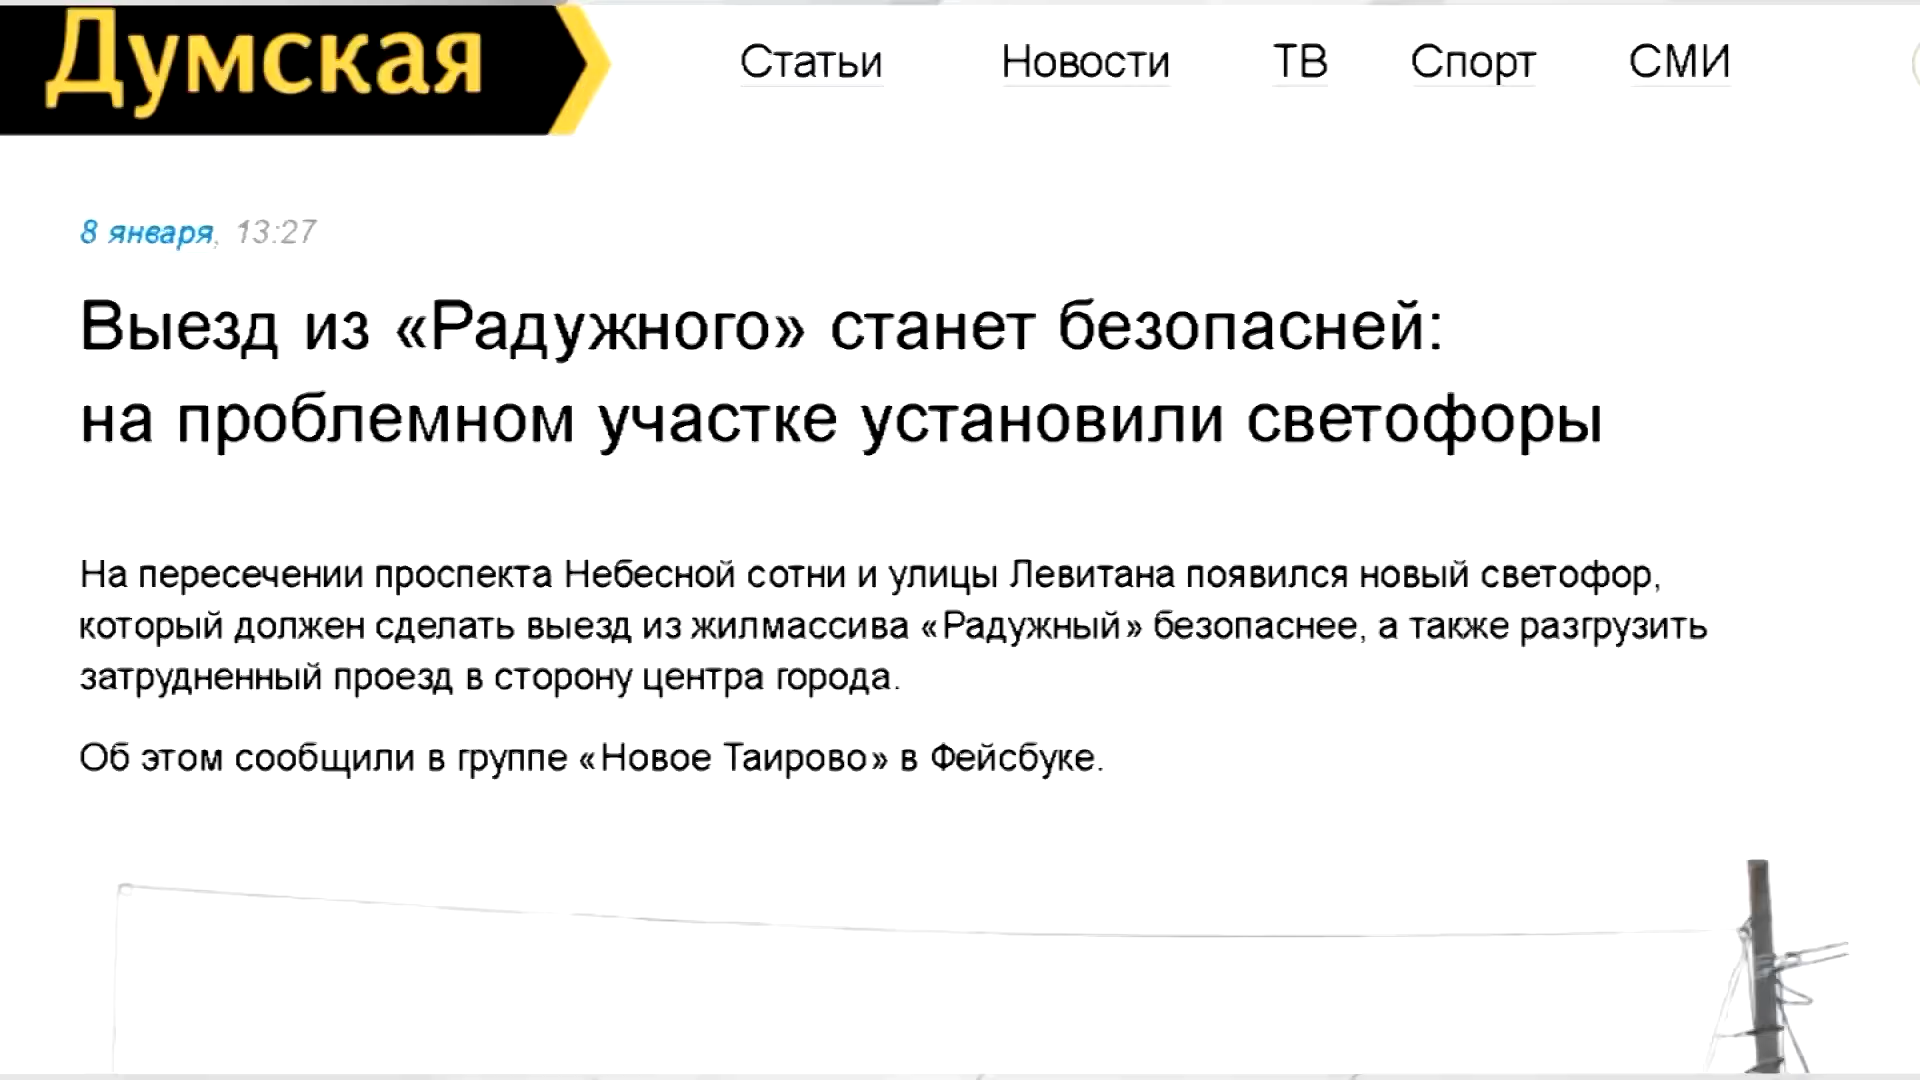 Думская
Статьи Новости ТВ Спорт СМИ
8 января, 13:27
Выезд из «Радужного» станет безопасней:
на проблемном участке установили светофоры
На пересечении проспекта Небесной сотни и улицы Левитана появился новый светофор,
который должен сделать выезд из жилмассива «Радужный» безопаснее, а также разгрузить
затрудненный проезд в сторону центра города.
Об этом сообщили в группе «Новое Таирово» в Фейсбуке.